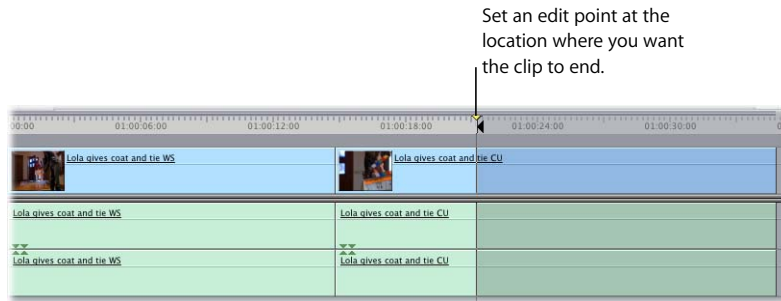 Set an edit point at the
location where you want
the clip to end.
00:00 01:00:06:00 01:00:12:00 01:00:18:00 01:00:24:00 01:00:30:00
Lola gives coat and tie WS Lola gives coat and tie CU
Lola gives coat and tie WS Lola gives coat and tie CU
Lola gives coat and tie WS Lola gives coat and tie CU